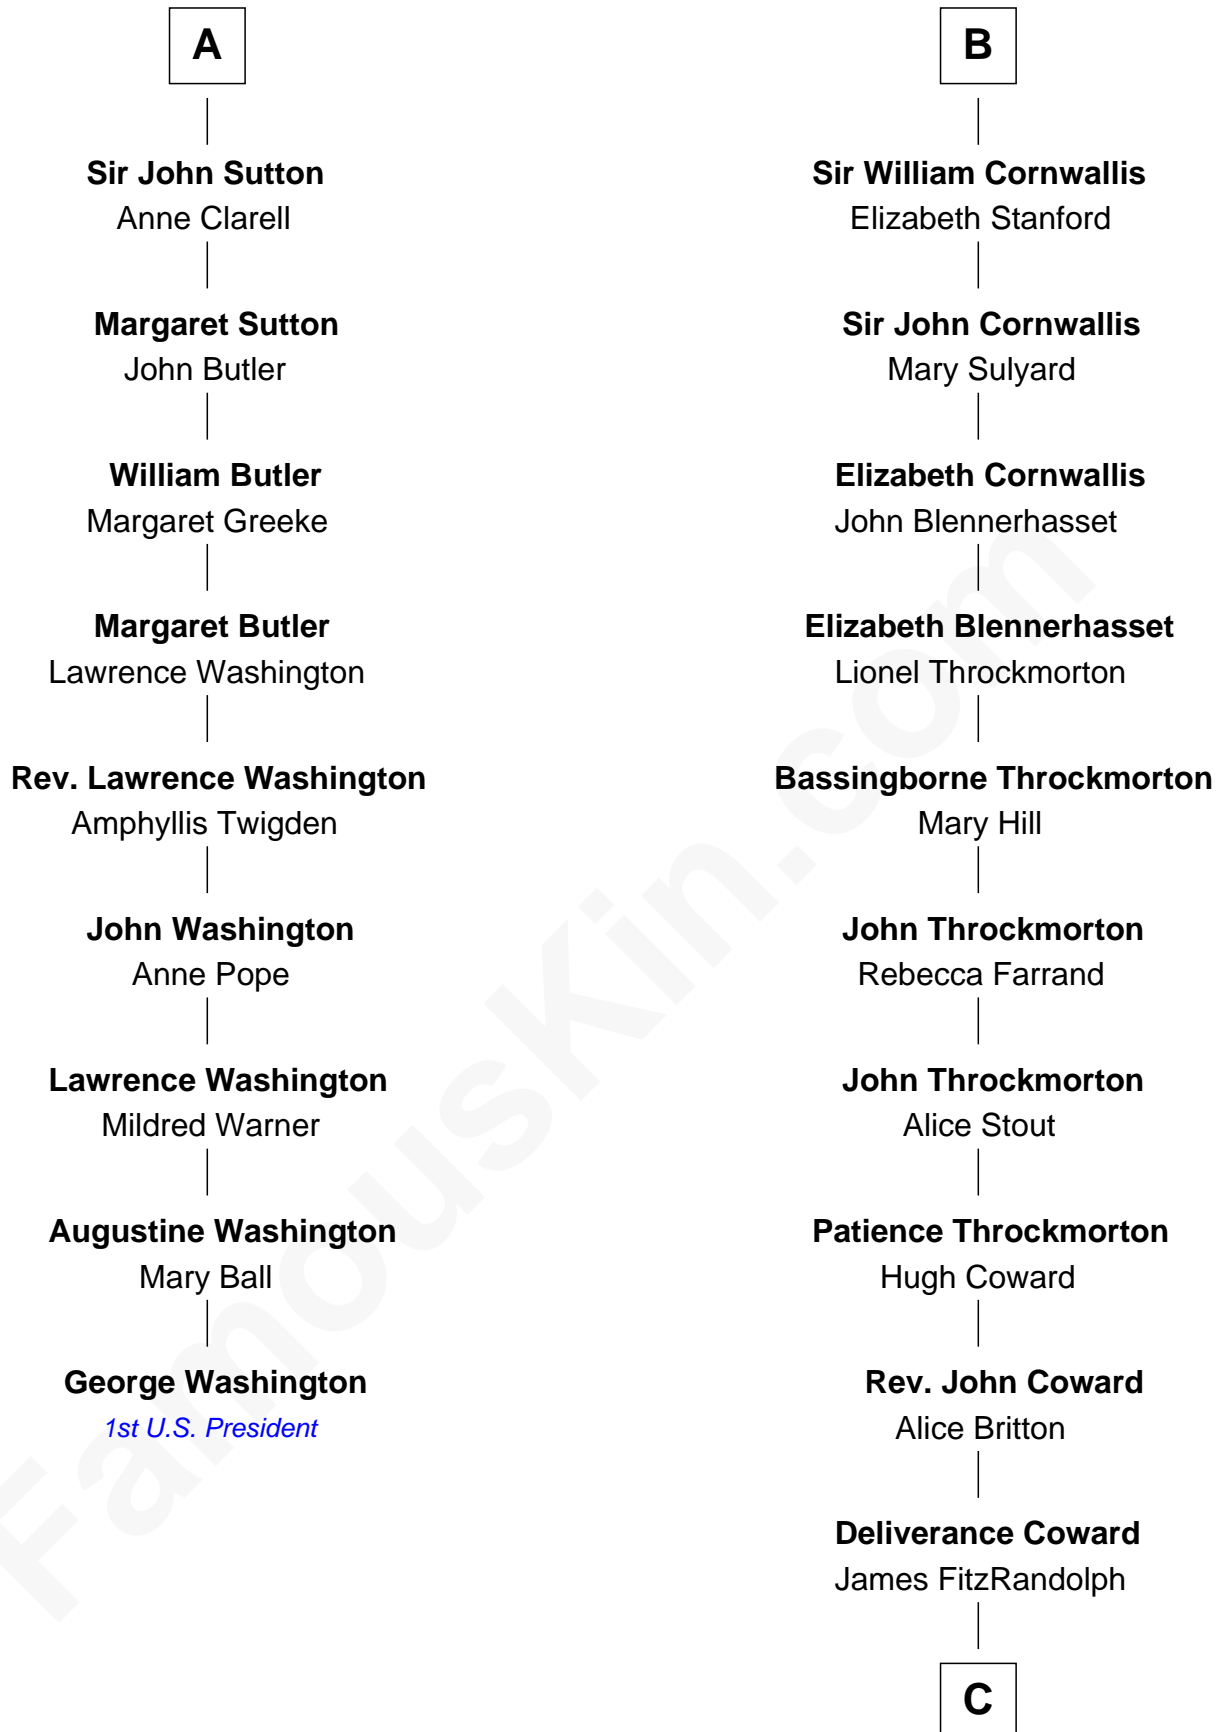 A
Sir John Sutton
Anne Clarell
Margaret Sutton
John Butler
William Butler
Margaret Greeke
Margaret Butler
Lawrence Washington
Rev. Lawrence Washington
Amphyllis Twigden
John Washington
Anne Pope
Lawrence Washington
Mildred Warner
Augustine Washington
Mary Ball
George Washington
1st U.S. President
B
Sir William Cornwallis
Elizabeth Stanford
Sir John Cornwallis
Mary Sulyard
Elizabeth Cornwallis
John Blennerhasset
Elizabeth Blennerhasset
Lionel Throckmorton
Bassingborne Throckmorton
Mary Hill
John Throckmorton
Rebecca Farrand
John Throckmorton
Alice Stout
Patience Throckmorton
Hugh Coward
Rev. John Coward
Alice Britton
Deliverance Coward
James FitzRandolph
C
FamousKin.com